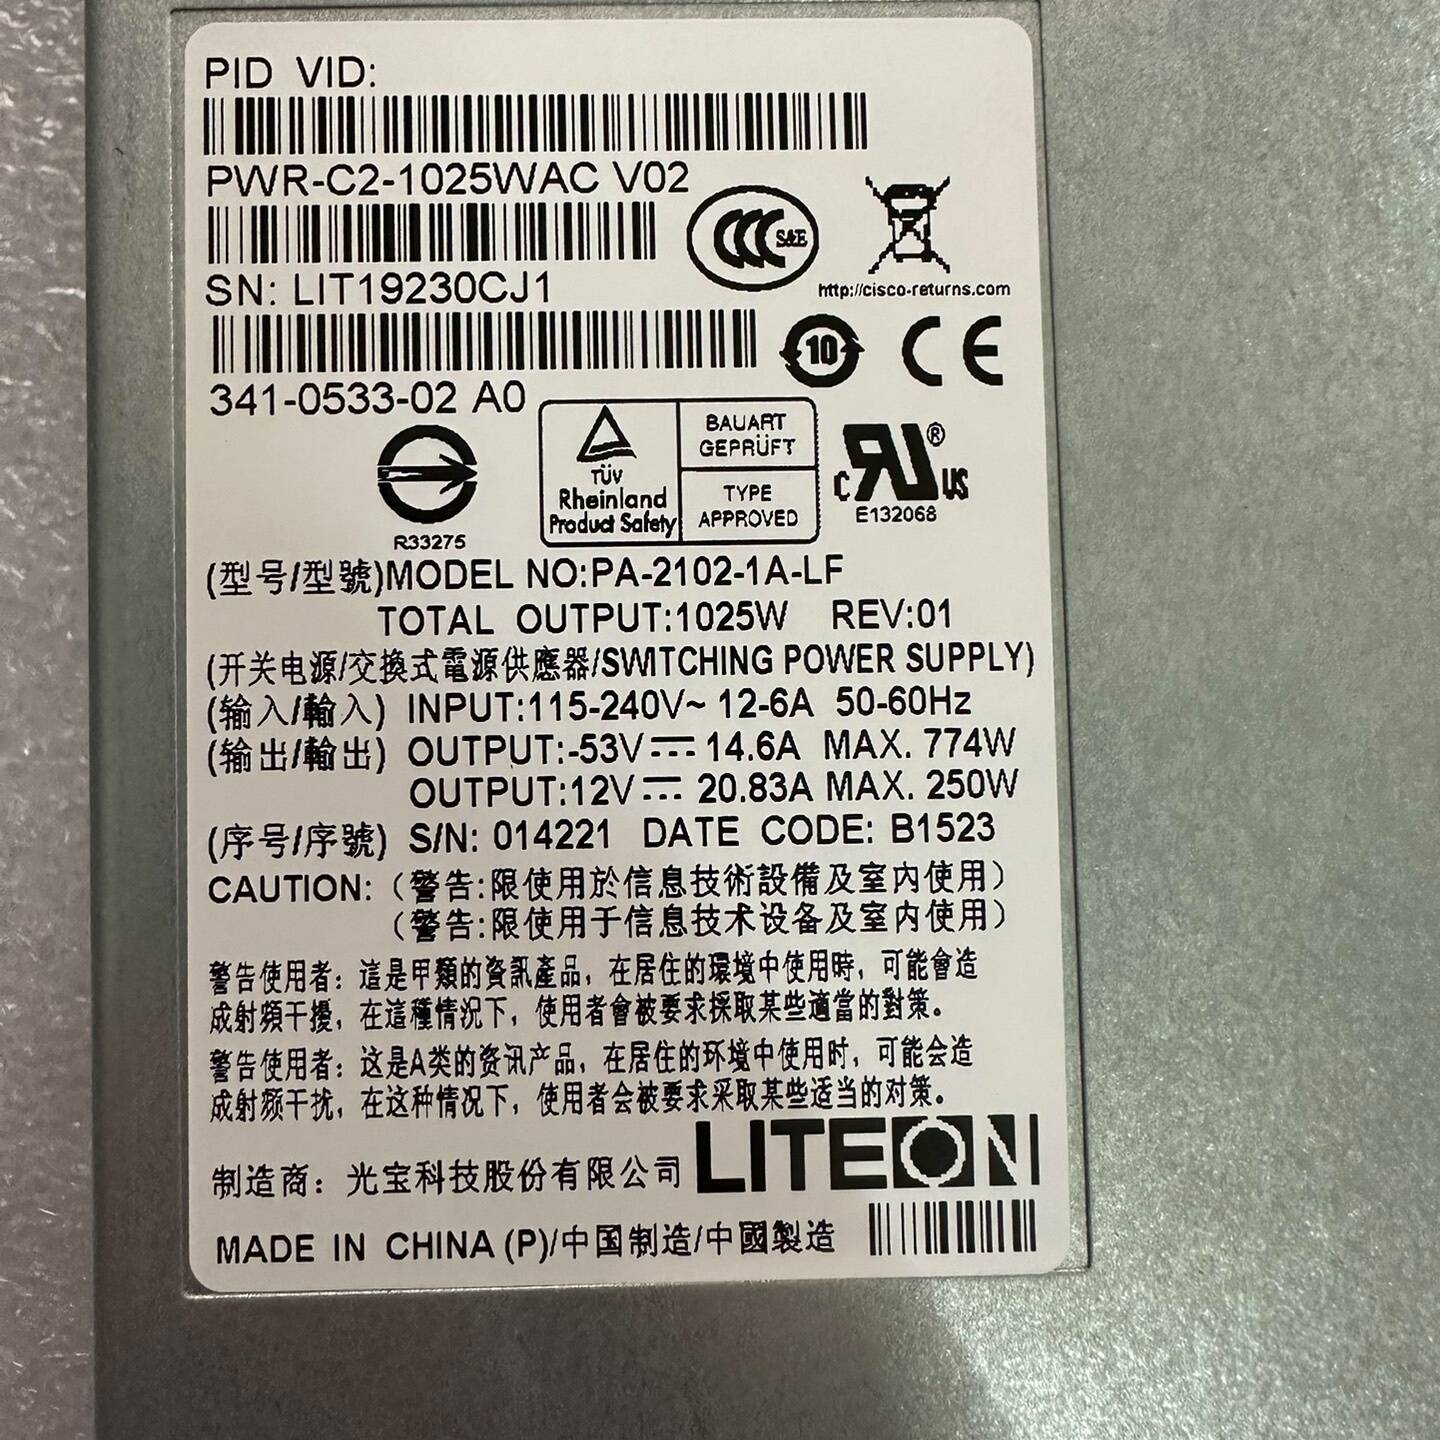 PID VID:
PWR-C2-1025WAC V02
SN: LIT19230CJ1
S&E
http://cisco-returns.com
341-0533-02 A0
10
CE
R33275
TÜV
Rheinland
Product Safety
BAUART
GEPRÜFT
TYPE
APPROVED
C RU ® US
E132068
(型号/型號)MODEL NO:PA-2102-1A-LF
TOTAL OUTPUT:1025W REV:01
(开关电源/交換式電源供應器/SWITCHING POWER SUPPLY)
(输入/輸入) INPUT:115-240V~ 12-6A 50-60Hz
(输出/輸出) OUTPUT:-53V⎓ 14.6A MAX. 774W
OUTPUT:12V⎓ 20.83A MAX. 250W
(序号/序號) S/N: 014221 DATE CODE: B1523
CAUTION:（警告:限使用於信息技術設備及室內使用）
（警告:限使用于信息技术设备及室内使用）
警告使用者：這是甲類的資訊產品，在居住的環境中使用時，可能會造
成射頻干擾，在這種情況下，使用者會被要求採取某些適當的對策。
警告使用者：这是A类的资讯产品，在居住的环境中使用时，可能会造
成射频干扰，在这种情况下，使用者会被要求采取某些适当的对策。
制造商：光宝科技股份有限公司 LITEON
MADE IN CHINA (P)/中国制造/中國製造